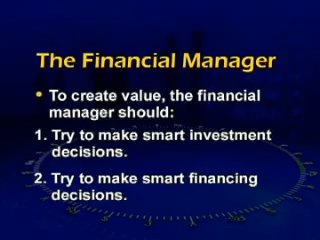 The Financial Manager
• To create value, the financial
manager should:
1. Try to make smart investment
decisions.
2. Try to make smart financing
decisions.